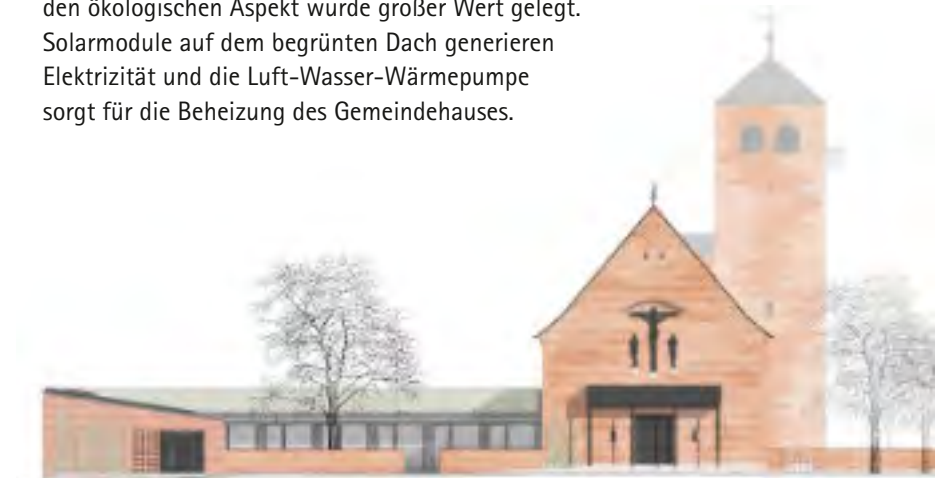 den ökologischen Aspekt wurde großer Wert gelegt.
Solarmodule auf dem begrünten Dach generieren
Elektrizität und die Luft-Wasser-Wärmepumpe
sorgt für die Beheizung des Gemeindehauses.